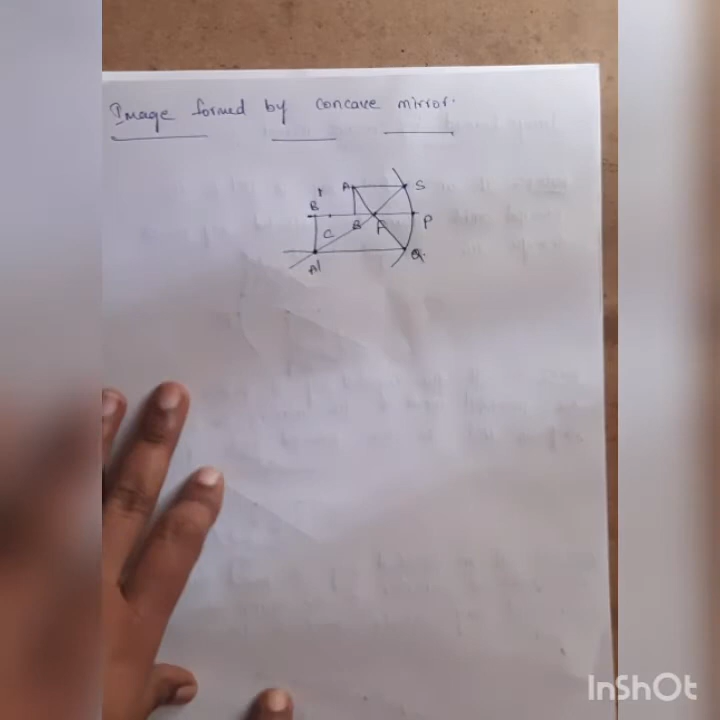 Image formed by concave mirror.
A S
B'
C B F P
A' Q.
InShOt